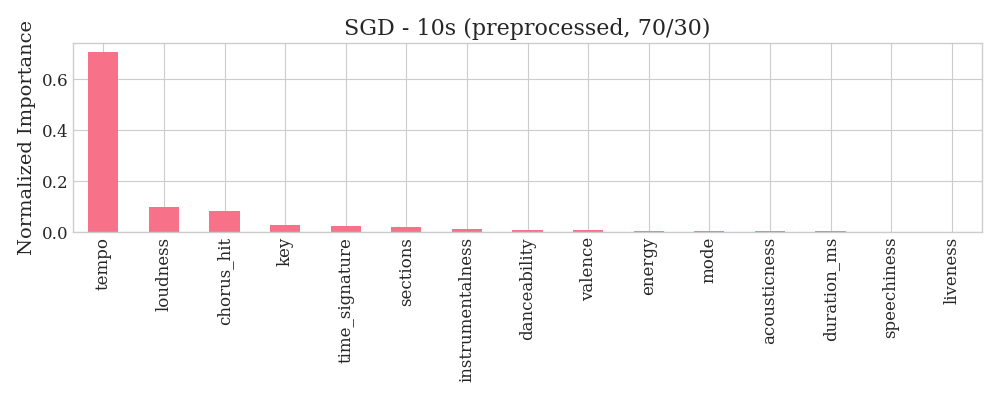 SGD - 10s (preprocessed, 70/30)
Normalized Importance
0.6
0.4
0.2
0.0
tempo
loudness
chorus_hit
key
time_signature
sections
instrumentalness
danceability
valence
energy
mode
acousticness
duration_ms
speechiness
liveness